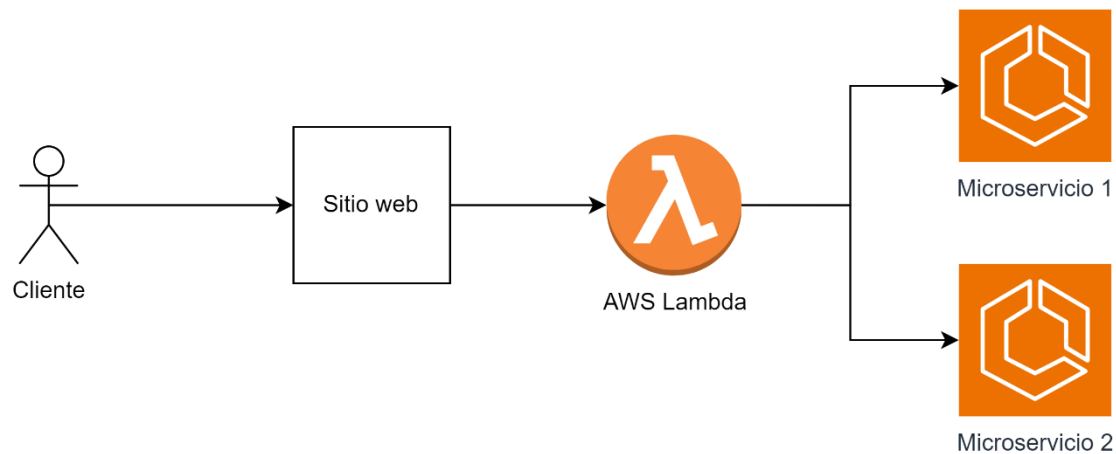 Cliente
Sitio web
AWS Lambda
Microservicio 1
Microservicio 2